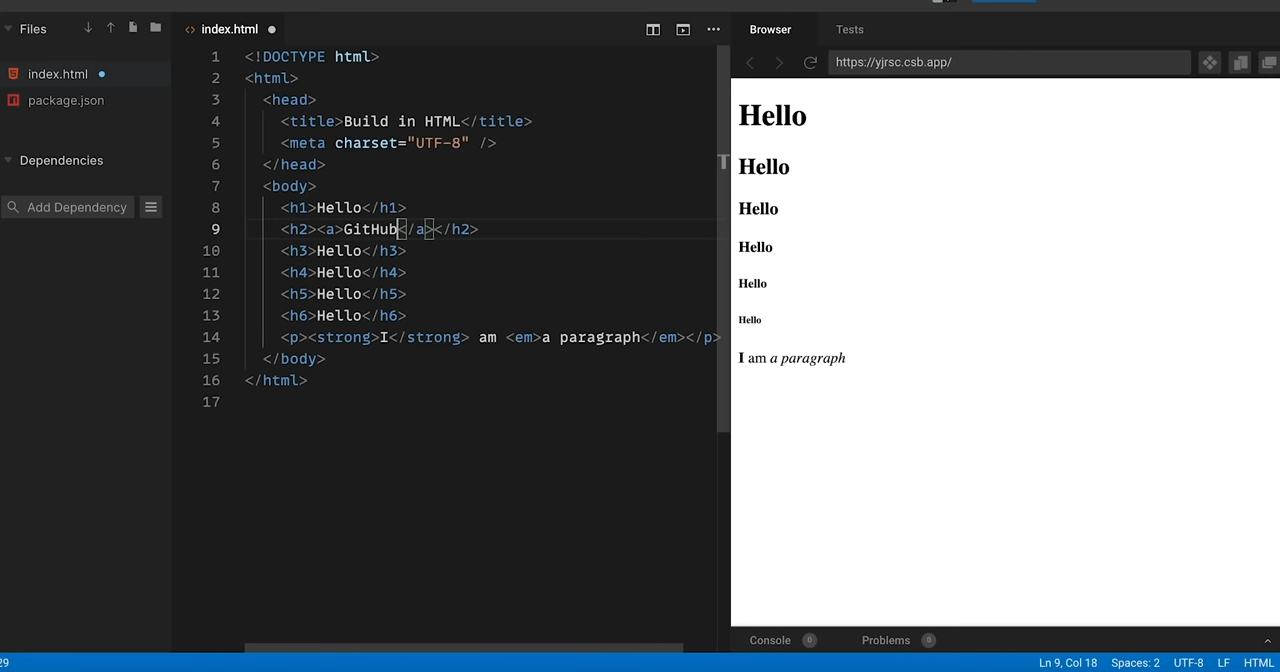 Files
index.html
package.json
Dependencies
Add Dependency
index.html
1 <!DOCTYPE html>
2 <html>
3 <head>
4 <title>Build in HTML</title>
5 <meta charset="UTF-8" />
6 </head>
7 <body>
8 <h1>Hello</h1>
9 <h2><a>GitHub</a></h2>
10 <h3>Hello</h3>
11 <h4>Hello</h4>
12 <h5>Hello</h5>
13 <h6>Hello</h6>
14 <p><strong>I</strong> am <em>a paragraph</em></p>
15 </body>
16 </html>
17
Browser Tests
https://yjrsc.csb.app/
Hello
Hello
Hello
Hello
Hello
Hello
I am a paragraph
Console 0 Problems 0
29
Ln 9, Col 18 Spaces: 2 UTF-8 LF HTML